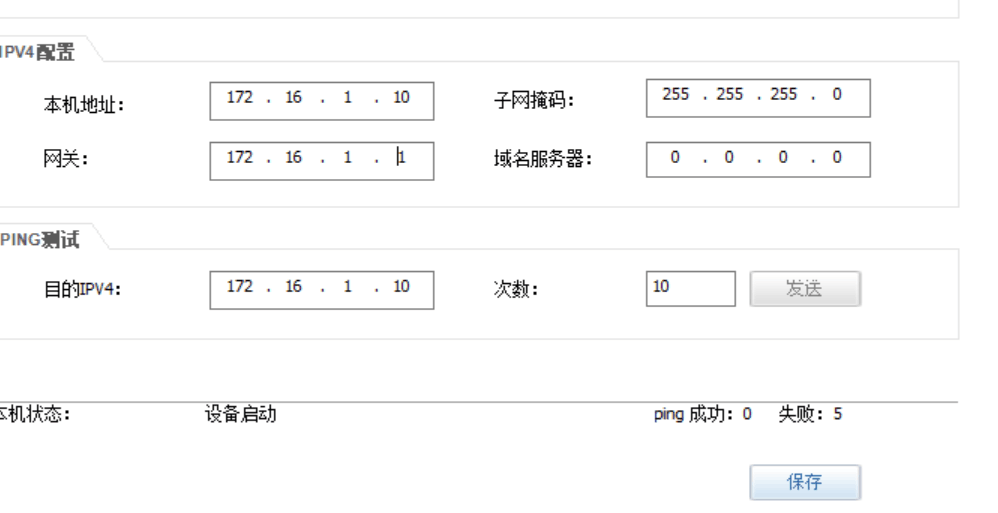 IPV4配置
本机地址： 172 . 16 . 1 . 10 子网掩码： 255 . 255 . 255 . 0
网关： 172 . 16 . 1 . 1 域名服务器： 0 . 0 . 0 . 0
PING测试
目的IPV4： 172 . 16 . 1 . 10 次数： 10 发送
本机状态： 设备启动 ping 成功：0 失败：5
保存